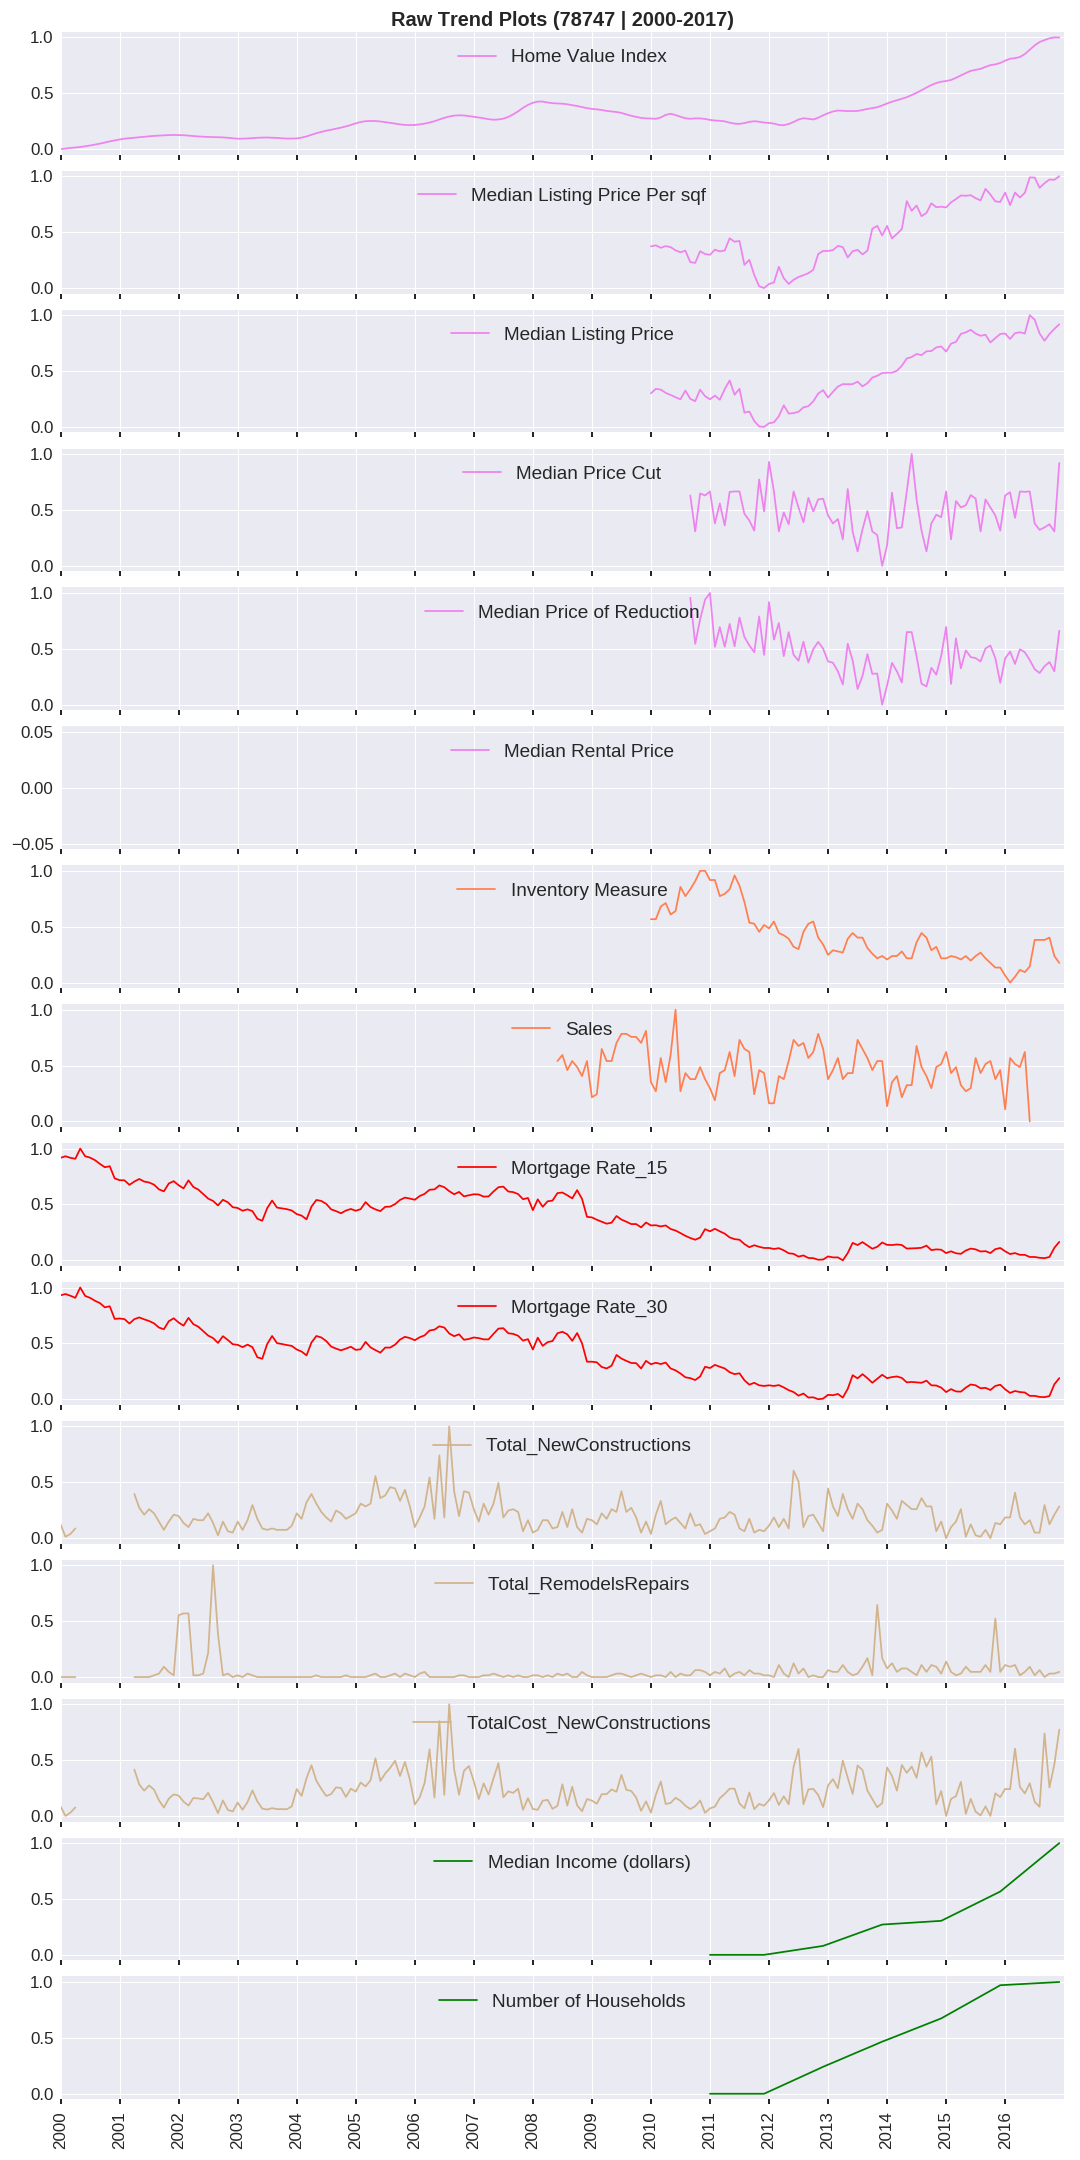 Raw Trend Plots (78747 | 2000-2017)
1.0
Home Value Index
0.5
0.0
1.0
Median Listing Price Per sqf
0.5
0.0
1.0
Median Listing Price
0.5
0.0
1.0
Median Price Cut
0.5
0.0
1.0
Median Price of Reduction
0.5
0.0
0.05
Median Rental Price
0.00
−0.05
1.0
Inventory Measure
0.5
0.0
1.0
Sales
0.5
0.0
1.0
Mortgage Rate_15
0.5
0.0
1.0
Mortgage Rate_30
0.5
0.0
1.0
Total_NewConstructions
0.5
0.0
1.0
Total_RemodelsRepairs
0.5
0.0
1.0
TotalCost_NewConstructions
0.5
0.0
1.0
Median Income (dollars)
0.5
0.0
1.0
Number of Households
0.5
0.0
2000 2001 2002 2003 2004 2005 2006 2007 2008 2009 2010 2011 2012 2013 2014 2015 2016